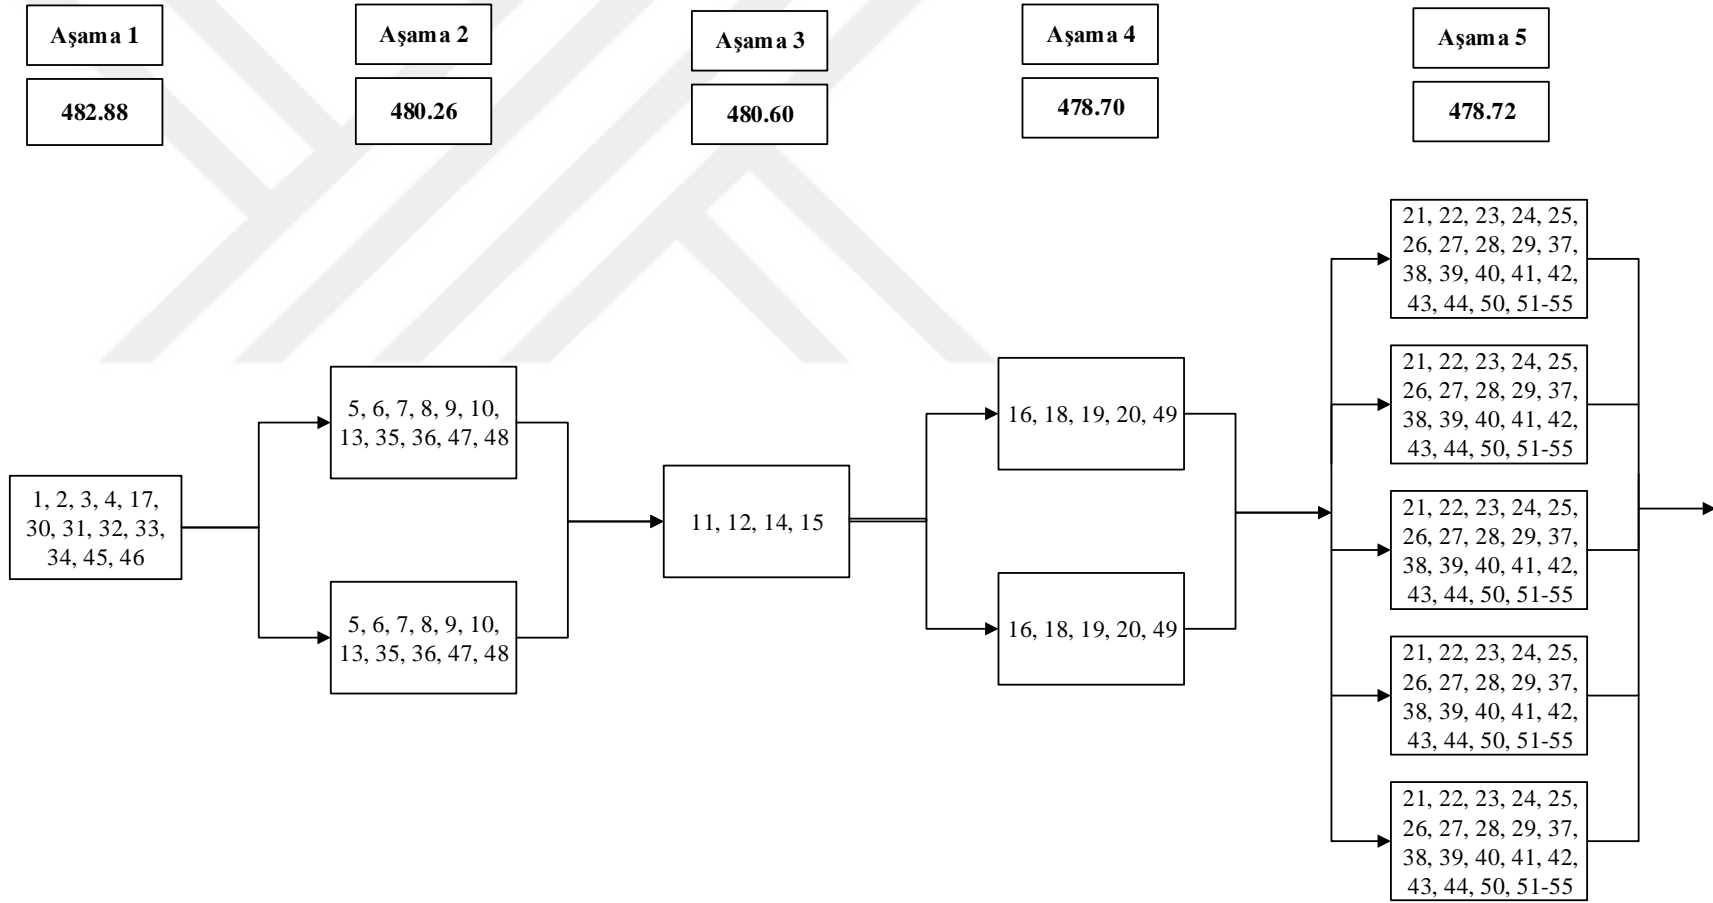 Aşama 1
Aşama 2
Aşama 3
Aşama 4
Aşama 5
482.88
480.26
480.60
478.70
478.72
1, 2, 3, 4, 17,
30, 31, 32, 33,
34, 45, 46
5, 6, 7, 8, 9, 10,
13, 35, 36, 47, 48
5, 6, 7, 8, 9, 10,
13, 35, 36, 47, 48
11, 12, 14, 15
16, 18, 19, 20, 49
16, 18, 19, 20, 49
21, 22, 23, 24, 25,
26, 27, 28, 29, 37,
38, 39, 40, 41, 42,
43, 44, 50, 51-55
21, 22, 23, 24, 25,
26, 27, 28, 29, 37,
38, 39, 40, 41, 42,
43, 44, 50, 51-55
21, 22, 23, 24, 25,
26, 27, 28, 29, 37,
38, 39, 40, 41, 42,
43, 44, 50, 51-55
21, 22, 23, 24, 25,
26, 27, 28, 29, 37,
38, 39, 40, 41, 42,
43, 44, 50, 51-55
21, 22, 23, 24, 25,
26, 27, 28, 29, 37,
38, 39, 40, 41, 42,
43, 44, 50, 51-55